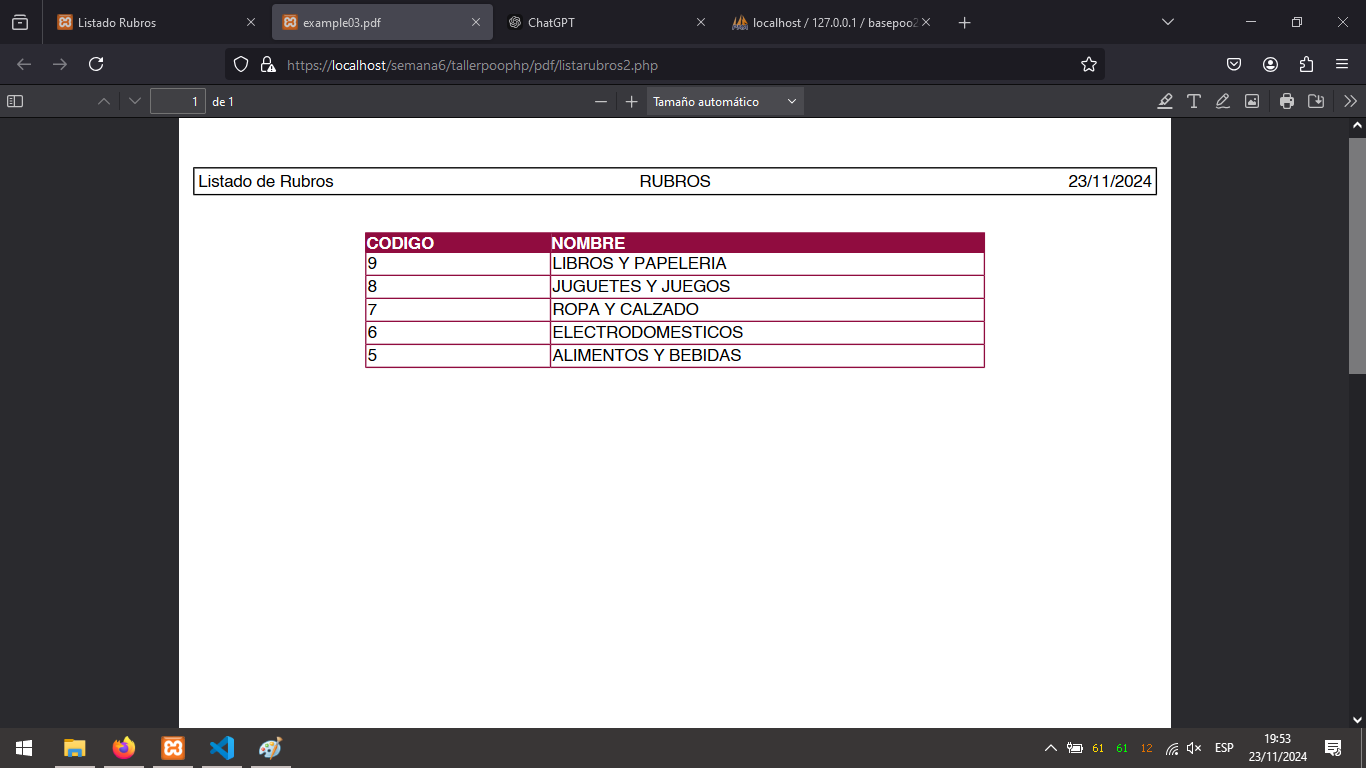 Listado Rubros
example03.pdf
ChatGPT
localhost / 127.0.0.1 / basepoo2
https://localhost/semana6/tallerpoophp/pdf/listarubros2.php
1 de 1
Tamaño automático
Listado de Rubros RUBROS 23/11/2024
CODIGO NOMBRE
9 LIBROS Y PAPELERIA
8 JUGUETES Y JUEGOS
7 ROPA Y CALZADO
6 ELECTRODOMESTICOS
5 ALIMENTOS Y BEBIDAS
61 61 12 ESP 19:53
23/11/2024